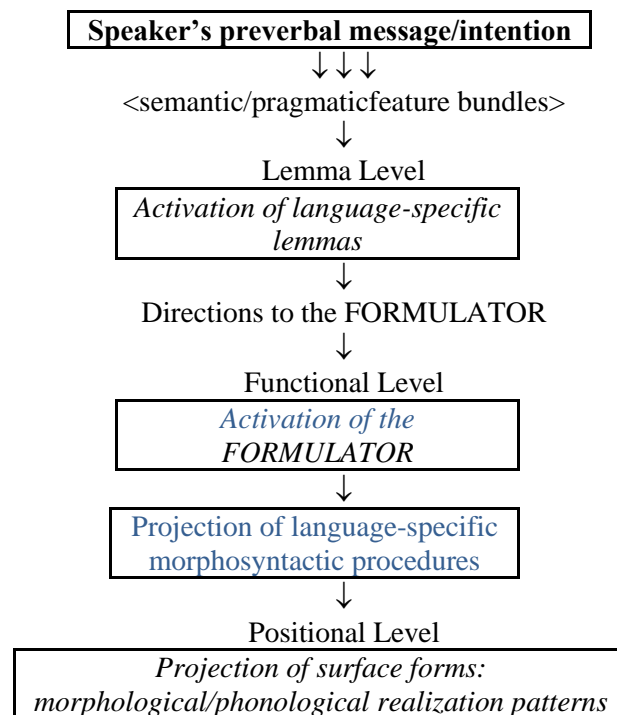 Speaker's preverbal message/intention
↓ ↓ ↓
<semantic/pragmaticfeature bundles>
↓
Lemma Level
Activation of language-specific
lemmas
↓
Directions to the FORMULATOR
↓
Functional Level
Activation of the
FORMULATOR
↓
Projection of language-specific
morphosyntactic procedures
↓
Positional Level
Projection of surface forms:
morphological/phonological realization patterns